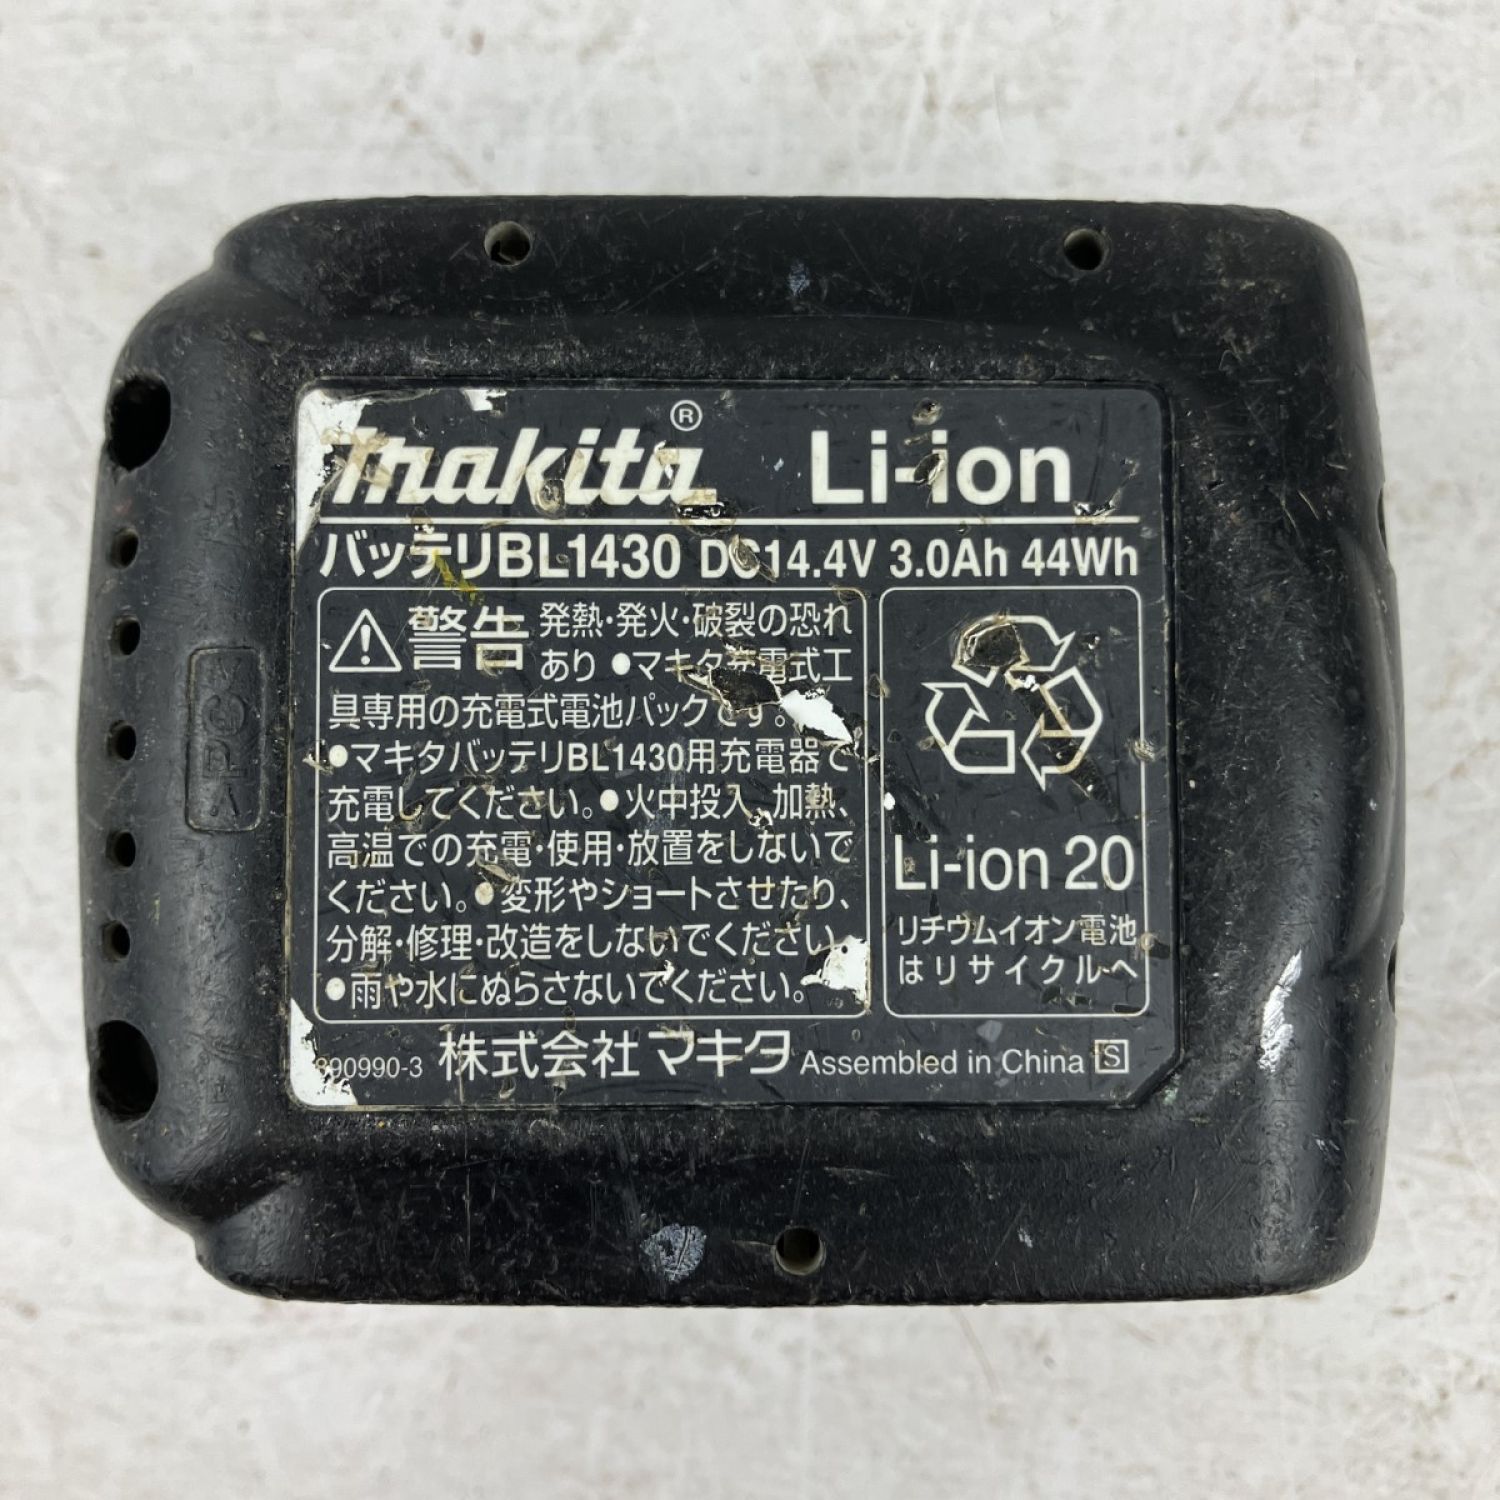 makita® Li-ion
バッテリBL1430 DC14.4V 3.0Ah 44Wh
警告 発熱・発火・破裂の恐れ
あり ●マキタ充電式工
具専用の充電式電池パックです。
●マキタバッテリBL1430用充電器で
充電してください。●火中投入、加熱、
高温での充電・使用・放置をしないで
ください。●変形やショートさせたり、
分解・修理・改造をしないでください。
●雨や水にぬらさないでください。
Li-ion 20
リチウムイオン電池
はリサイクルへ
890990-3 株式会社マキタ Assembled in China S
>PC<